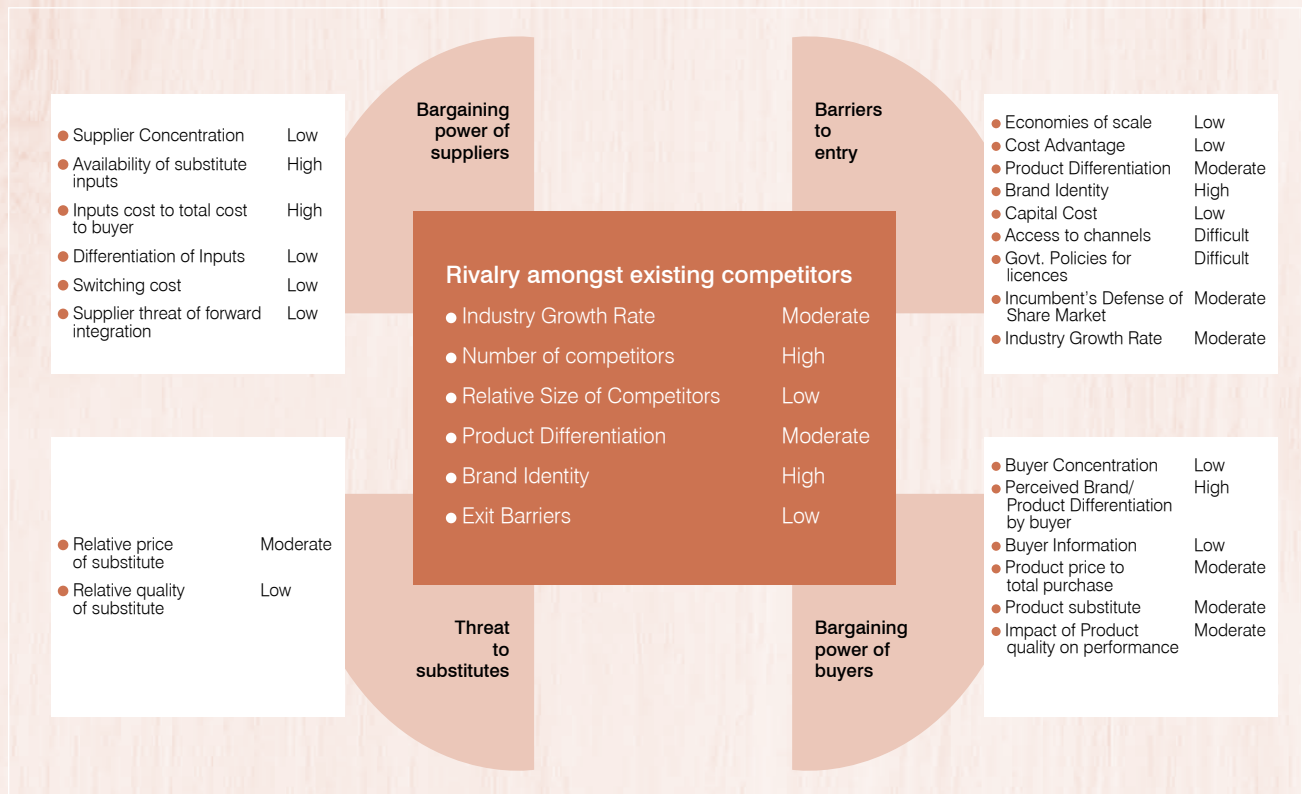 Bargaining
power of
suppliers
Supplier Concentration Low
Availability of substitute High
inputs
Inputs cost to total cost High
to buyer
Differentiation of Inputs Low
Switching cost Low
Supplier threat of forward Low
integration
Barriers
to
entry
Economies of scale Low
Cost Advantage Low
Product Differentiation Moderate
Brand Identity High
Capital Cost Low
Access to channels Difficult
Govt. Policies for Difficult
licences
Incumbent's Defense of Moderate
Share Market
Industry Growth Rate Moderate
Rivalry amongst existing competitors
Industry Growth Rate Moderate
Number of competitors High
Relative Size of Competitors Low
Product Differentiation Moderate
Brand Identity High
Exit Barriers Low
Relative price Moderate
of substitute
Relative quality Low
of substitute
Threat
to
substitutes
Bargaining
power of
buyers
Buyer Concentration Low
Perceived Brand/ High
Product Differentiation
by buyer
Buyer Information Low
Product price to Moderate
total purchase
Product substitute Moderate
Impact of Product Moderate
quality on performance